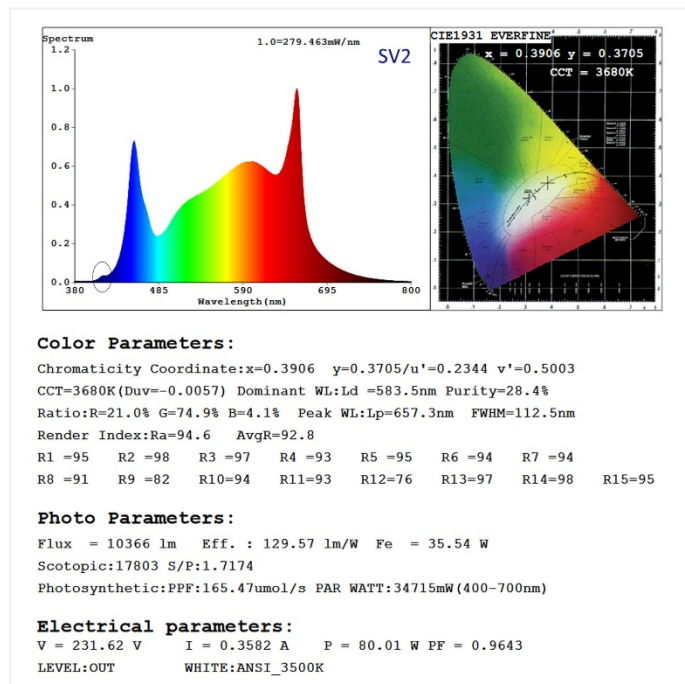 Spectrum
1.0=279.463mW/nm
SV2
1.2
1.0
0.8
0.6
0.4
0.2
0.0
380 485 590 695 800
Wavelength(nm)
CIE1931 EVERFINE
x = 0.3906 y = 0.3705
CCT = 3680K
Color Parameters:
Chromaticity Coordinate:x=0.3906 y=0.3705/u'=0.2344 v'=0.5003
CCT=3680K(Duv=-0.0057) Dominant WL:Ld =583.5nm Purity=28.4%
Ratio:R=21.0% G=74.9% B=4.1% Peak WL:Lp=657.3nm FWHM=112.5nm
Render Index:Ra=94.6 AvgR=92.8
R1 =95 R2 =98 R3 =97 R4 =93 R5 =95 R6 =94 R7 =94
R8 =91 R9 =82 R10=94 R11=93 R12=76 R13=97 R14=98 R15=95
Photo Parameters:
Flux = 10366 lm Eff. : 129.57 lm/W Fe = 35.54 W
Scotopic:17803 S/P:1.7174
Photosynthetic:PPF:165.47umol/s PAR WATT:34715mW(400-700nm)
Electrical parameters:
V = 231.62 V I = 0.3582 A P = 80.01 W PF = 0.9643
LEVEL:OUT WHITE:ANSI_3500K